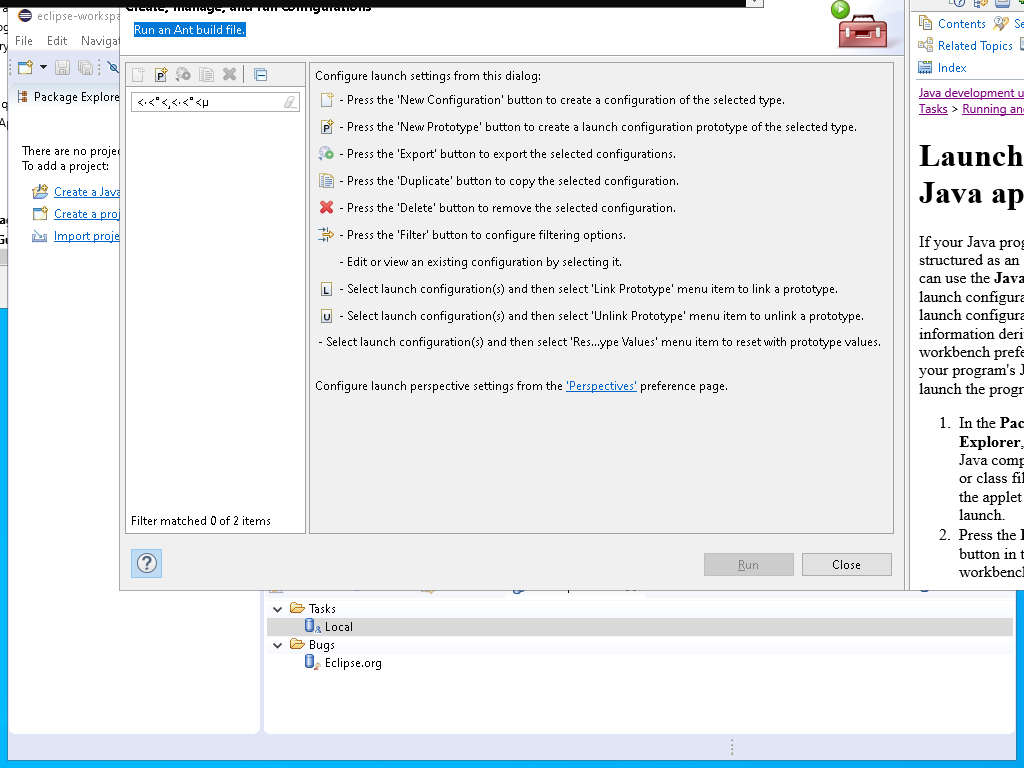 Create, manage, and run configurations
Run an Ant build file.
eclipse-workspa
File Edit Navigat
Package Explore
There are no projec
To add a project:
Create a Java
Create a proj
Import proje
Filter matched 0 of 2 items
Configure launch settings from this dialog:
- Press the 'New Configuration' button to create a configuration of the selected type.
- Press the 'New Prototype' button to create a launch configuration prototype of the selected type.
- Press the 'Export' button to export the selected configurations.
- Press the 'Duplicate' button to copy the selected configuration.
- Press the 'Delete' button to remove the selected configuration.
- Press the 'Filter' button to configure filtering options.
- Edit or view an existing configuration by selecting it.
- Select launch configuration(s) and then select 'Link Prototype' menu item to link a prototype.
- Select launch configuration(s) and then select 'Unlink Prototype' menu item to unlink a prototype.
- Select launch configuration(s) and then select 'Res...ype Values' menu item to reset with prototype values.
Configure launch perspective settings from the 'Perspectives' preference page.
Run
Close
Contents Se
Related Topics
Index
Java development u
Tasks > Running and
Launch
Java ap
If your Java prog
structured as an
can use the Java
launch configura
launch configura
information deri
workbench prefe
your program's J
launch the progr
1. In the Pac
Explorer,
Java comp
or class fil
the applet
launch.
2. Press the
button in t
workbench
Tasks
Local
Bugs
Eclipse.org